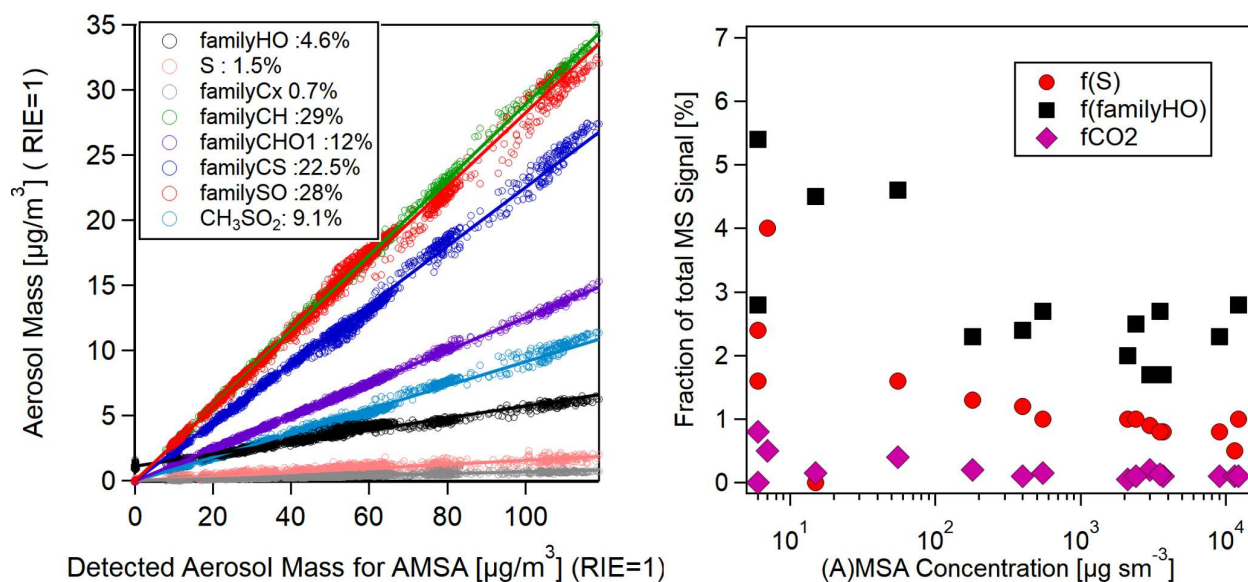 35
30
25
20
15
10
5
0
Aerosol Mass [µg/m³] ( RIE=1)
familyHO :4.6%
S : 1.5%
familyCx 0.7%
familyCH :29%
familyCHO1 :12%
familyCS :22.5%
familySO :28%
CH₃SO₂: 9.1%
0 20 40 60 80 100
Detected Aerosol Mass for AMSA [µg/m³] (RIE=1)
7
6
5
4
3
2
1
0
Fraction of total MS Signal [%]
f(S)
f(familyHO)
fCO2
10¹ 10² 10³ 10⁴
(A)MSA Concentration [µg sm⁻³]